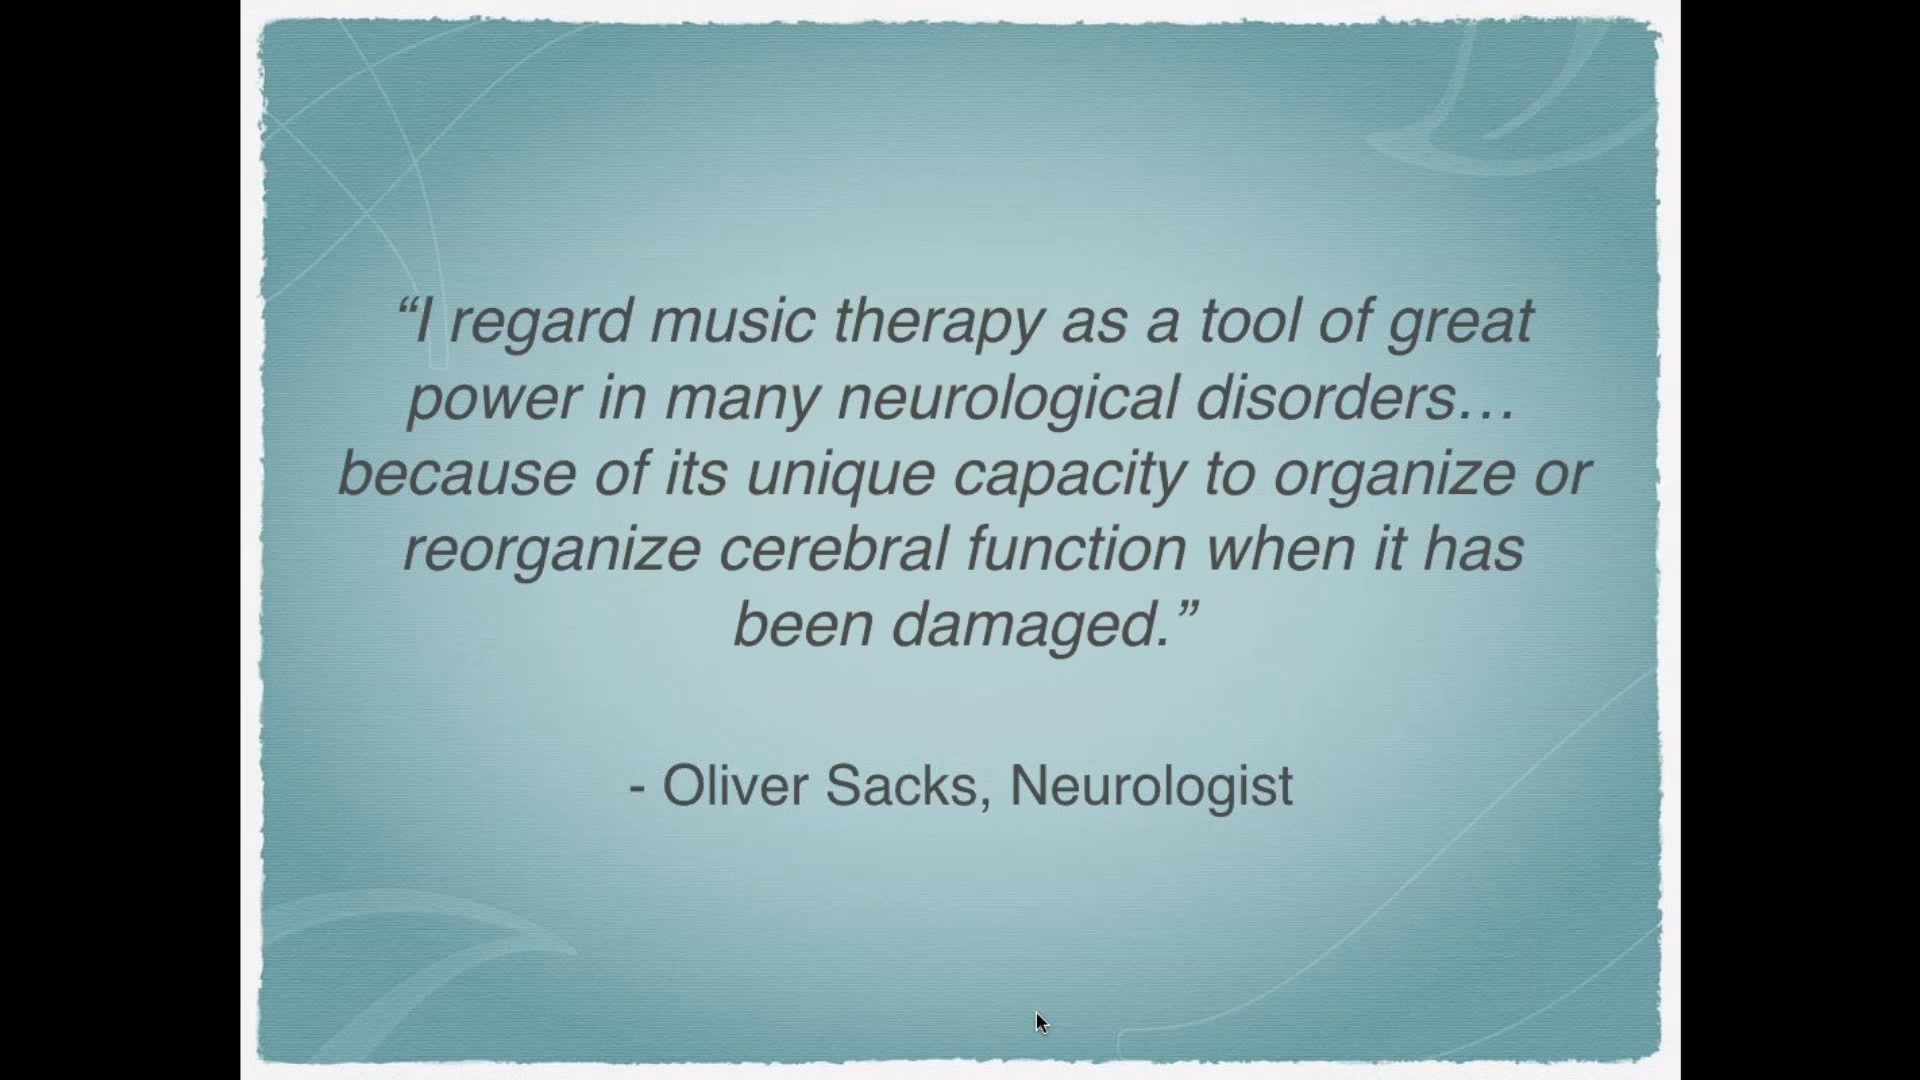 “I regard music therapy as a tool of great
power in many neurological disorders…
because of its unique capacity to organize or
reorganize cerebral function when it has
been damaged.”
- Oliver Sacks, Neurologist